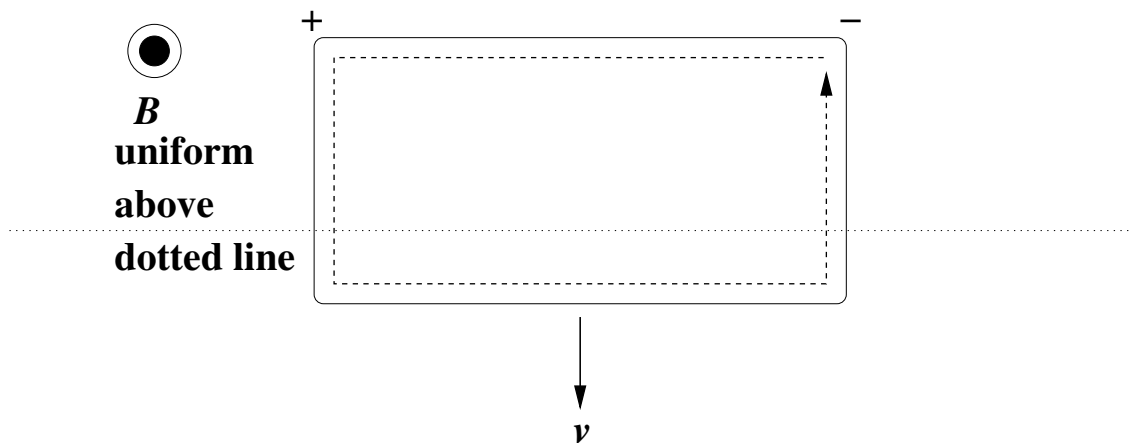 + −
B
uniform
above
dotted line
v